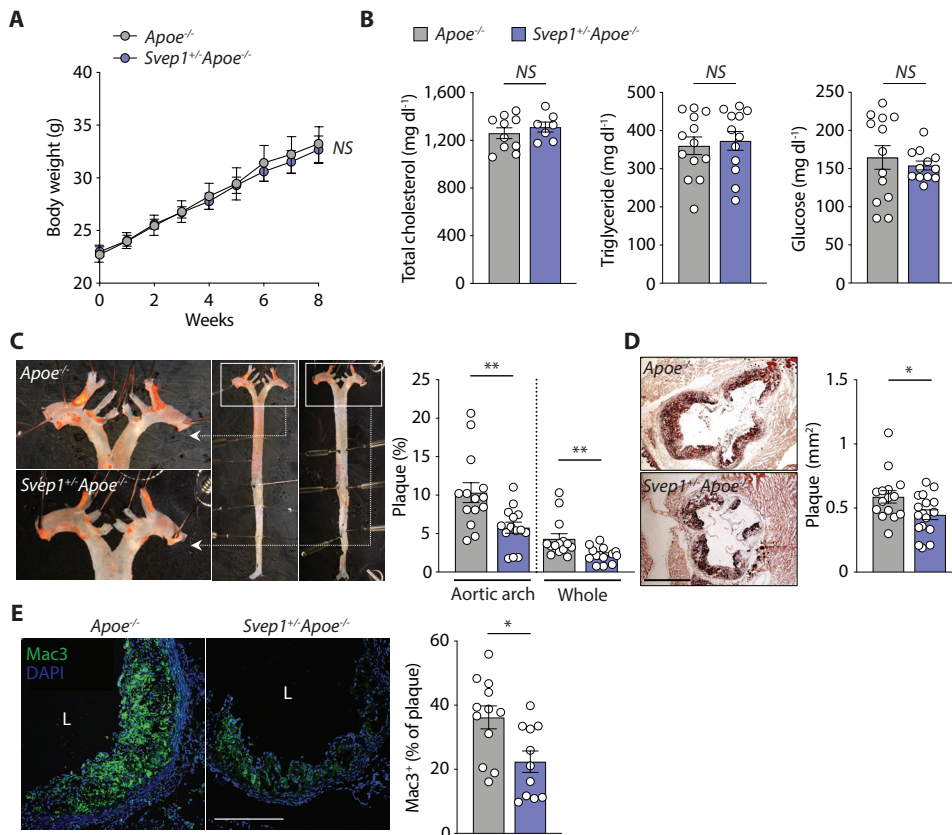 A
Apoe-/-
Svep1+/-Apoe-/-
Body weight (g)
40
35
30
25
20
NS
0 2 4 6 8
Weeks
B
Apoe-/- Svep1+/-Apoe-/-
Total cholesterol (mg dl-1)
1,600
1,200
800
400
0
NS
Triglyceride (mg dl-1)
500
400
300
200
100
0
NS
Glucose (mg dl-1)
250
200
150
100
50
0
NS
C
Apoe-/-
Svep1+/-Apoe-/-
Plaque (%)
25
20
15
10
5
0
**
**
Aortic arch Whole
D
Apoe-/-
Svep1+/-Apoe-/-
Plaque (mm²)
1.5
1
0.5
0
*
E
Apoe-/- Svep1+/-Apoe-/-
Mac3
DAPI
L
L
Mac3+ (% of plaque)
60
40
20
0
*